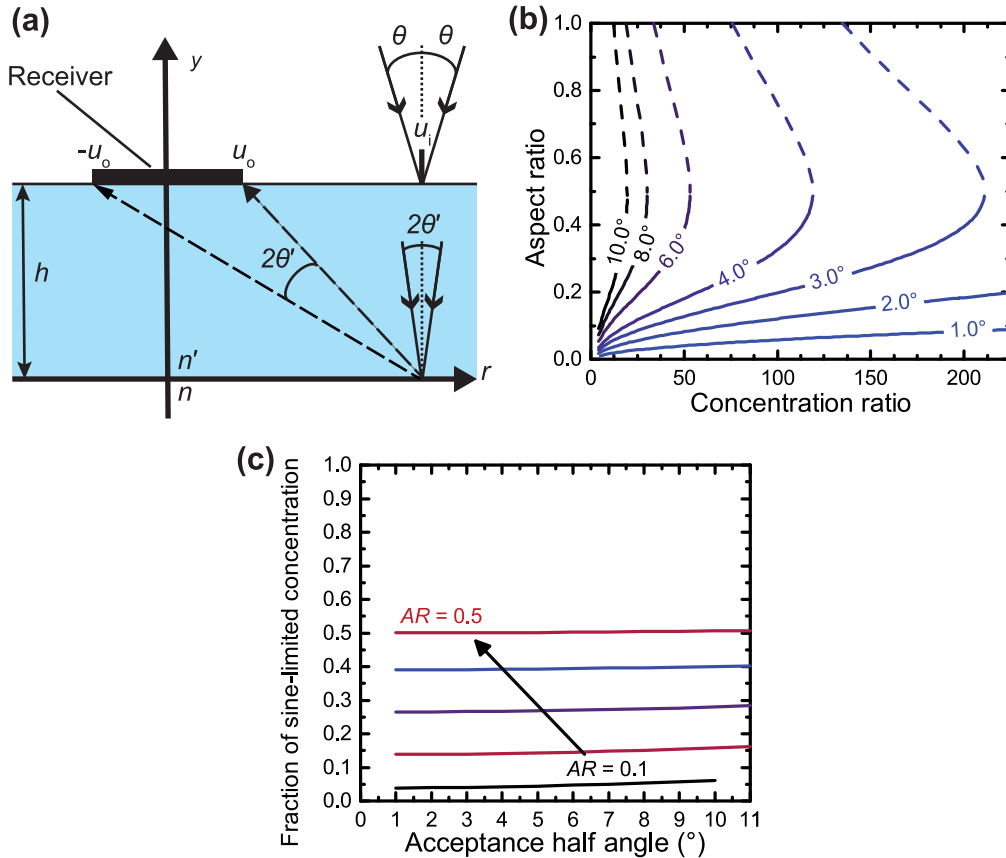 (a)
y
θ θ
Receiver
uᵢ
-uₒ uₒ
2θ′
h
2θ′
n′
n
r
(b)
Aspect ratio
1.0
0.8
0.6
0.4
0.2
0.0
10.0°
8.0°
6.0°
4.0°
3.0°
2.0°
1.0°
0 50 100 150 200
Concentration ratio
(c)
Fraction of sine-limited concentration
1.0
0.9
0.8
0.7
0.6
0.5
0.4
0.3
0.2
0.1
0.0
AR = 0.5
AR = 0.1
0 1 2 3 4 5 6 7 8 9 10 11
Acceptance half angle (°)